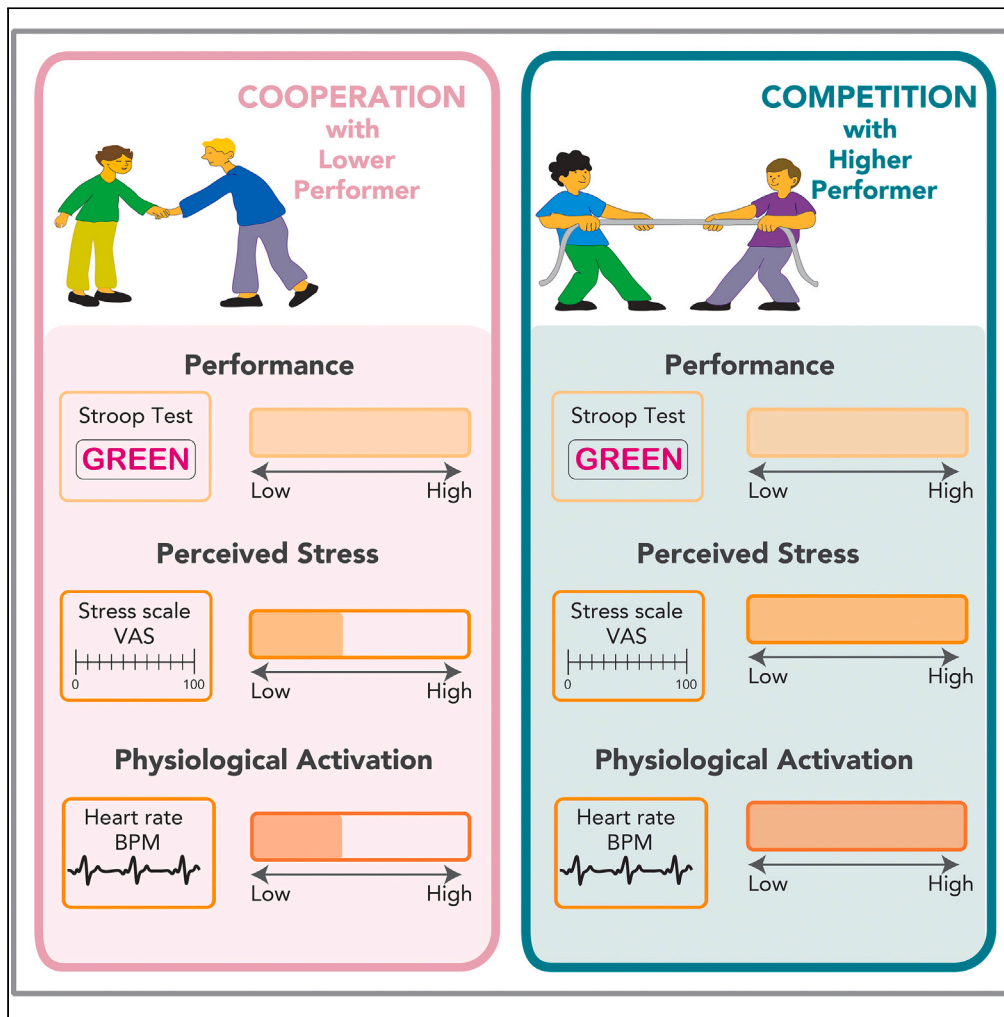 COOPERATION
with
Lower
Performer
Performance
Stroop Test
GREEN
Low High
Perceived Stress
Stress scale
VAS
0 100
Low High
Physiological Activation
Heart rate
BPM
Low High
COMPETITION
with
Higher
Performer
Performance
Stroop Test
GREEN
Low High
Perceived Stress
Stress scale
VAS
0 100
Low High
Physiological Activation
Heart rate
BPM
Low High